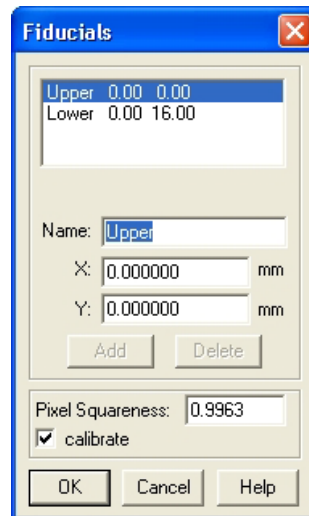 Fiducials
Upper 0.00 0.00
Lower 0.00 16.00
Name: Upper
X: 0.000000 mm
Y: 0.000000 mm
Add Delete
Pixel Squareness: 0.9963
calibrate
OK Cancel Help